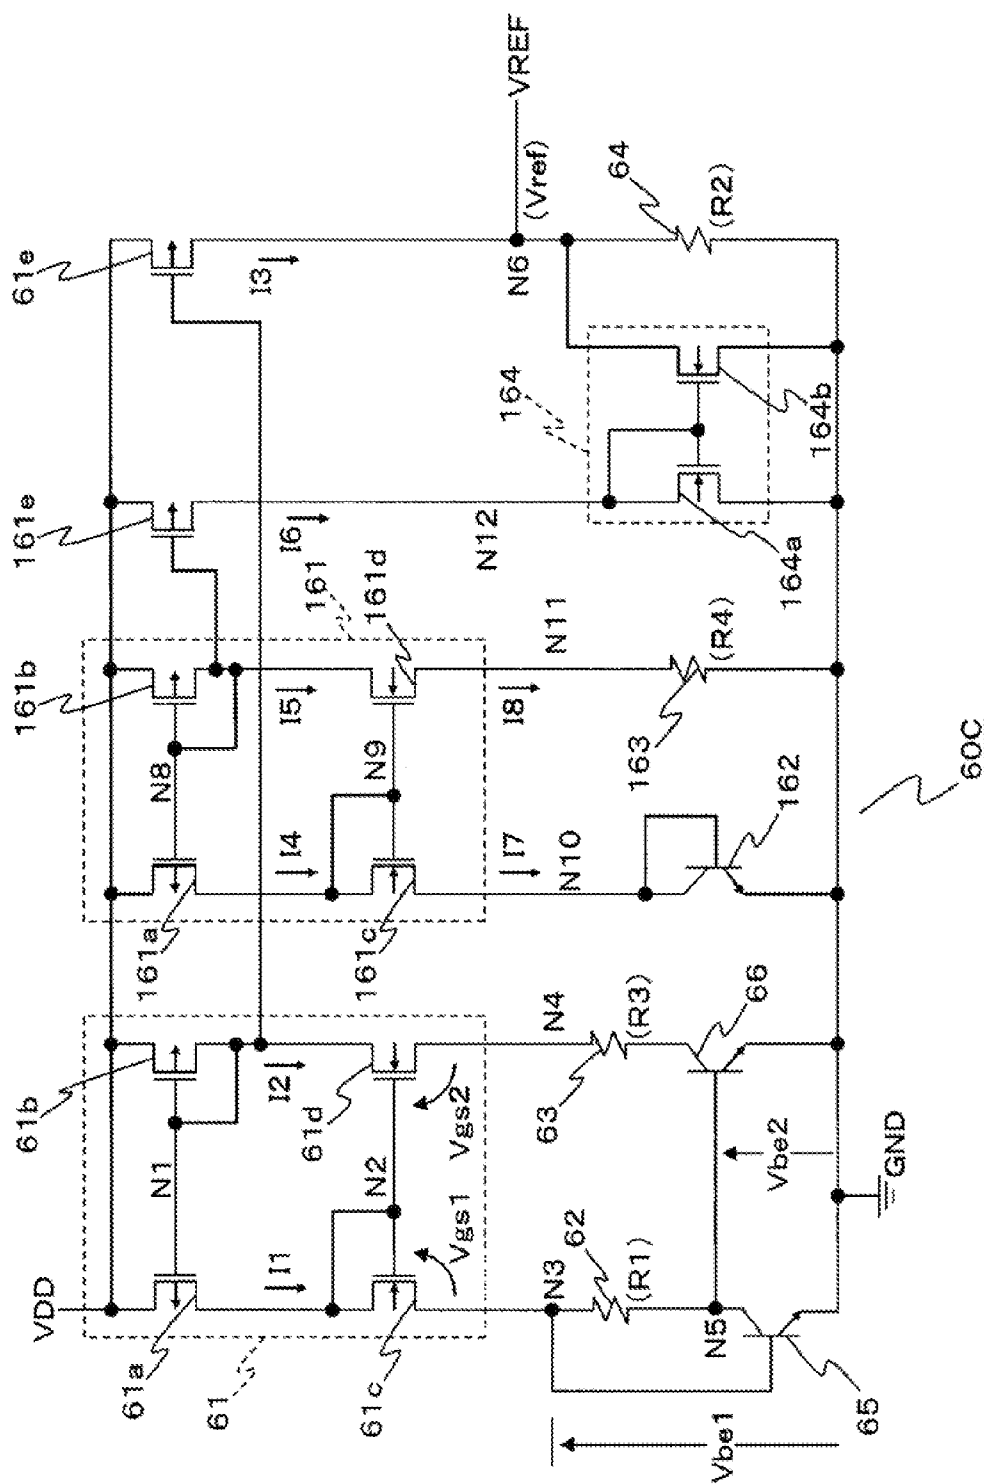 VDD
61a
61
61b
N1
I1
I2
61c
61d
N2
Vgs1
Vgs2
N3
62
(R1)
N4
63
(R3)
N5
65
66
Vbe1
Vbe2
GND
161a
161b
N8
I4
I5
161
161c
161d
N9
I7
I8
N10
N11
162
163
(R4)
161e
I6
N12
61e
I3
164
164a
164b
N6
(Vref)
VREF
64
(R2)
60C